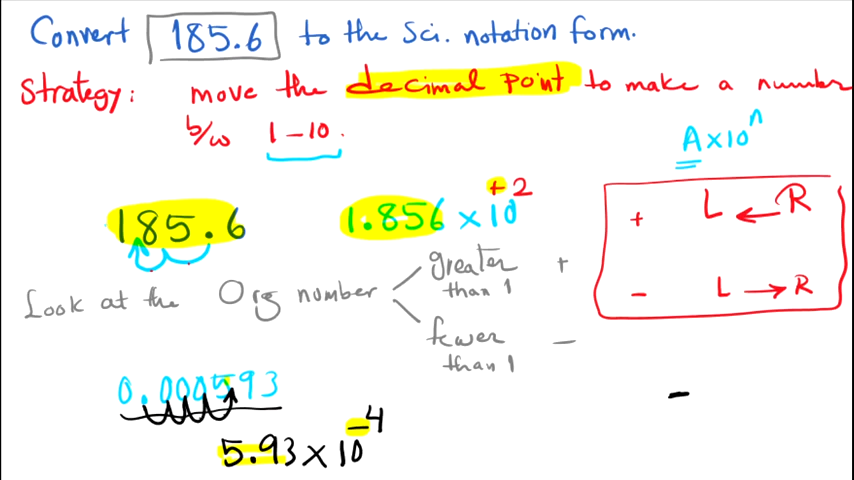 Convert 185.6 to the Sci. notation form.
Strategy: move the decimal point to make a number
b/w 1-10.
A×10ⁿ
185.6 1.856 × 10⁺²
+ L ← R
- L → R
Look at the Org number
greater than 1 +
fewer than 1 -
0.000593
5.93 × 10⁻⁴
-